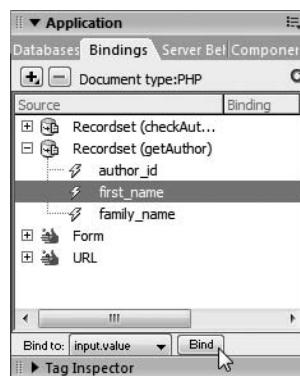 Application
Databases Bindings Server Bel Componer
Document type:PHP
Source Binding
Recordset (checkAut...
Recordset (getAuthor)
author_id
first_name
family_name
Form
URL
Bind to: input.value Bind
Tag Inspector